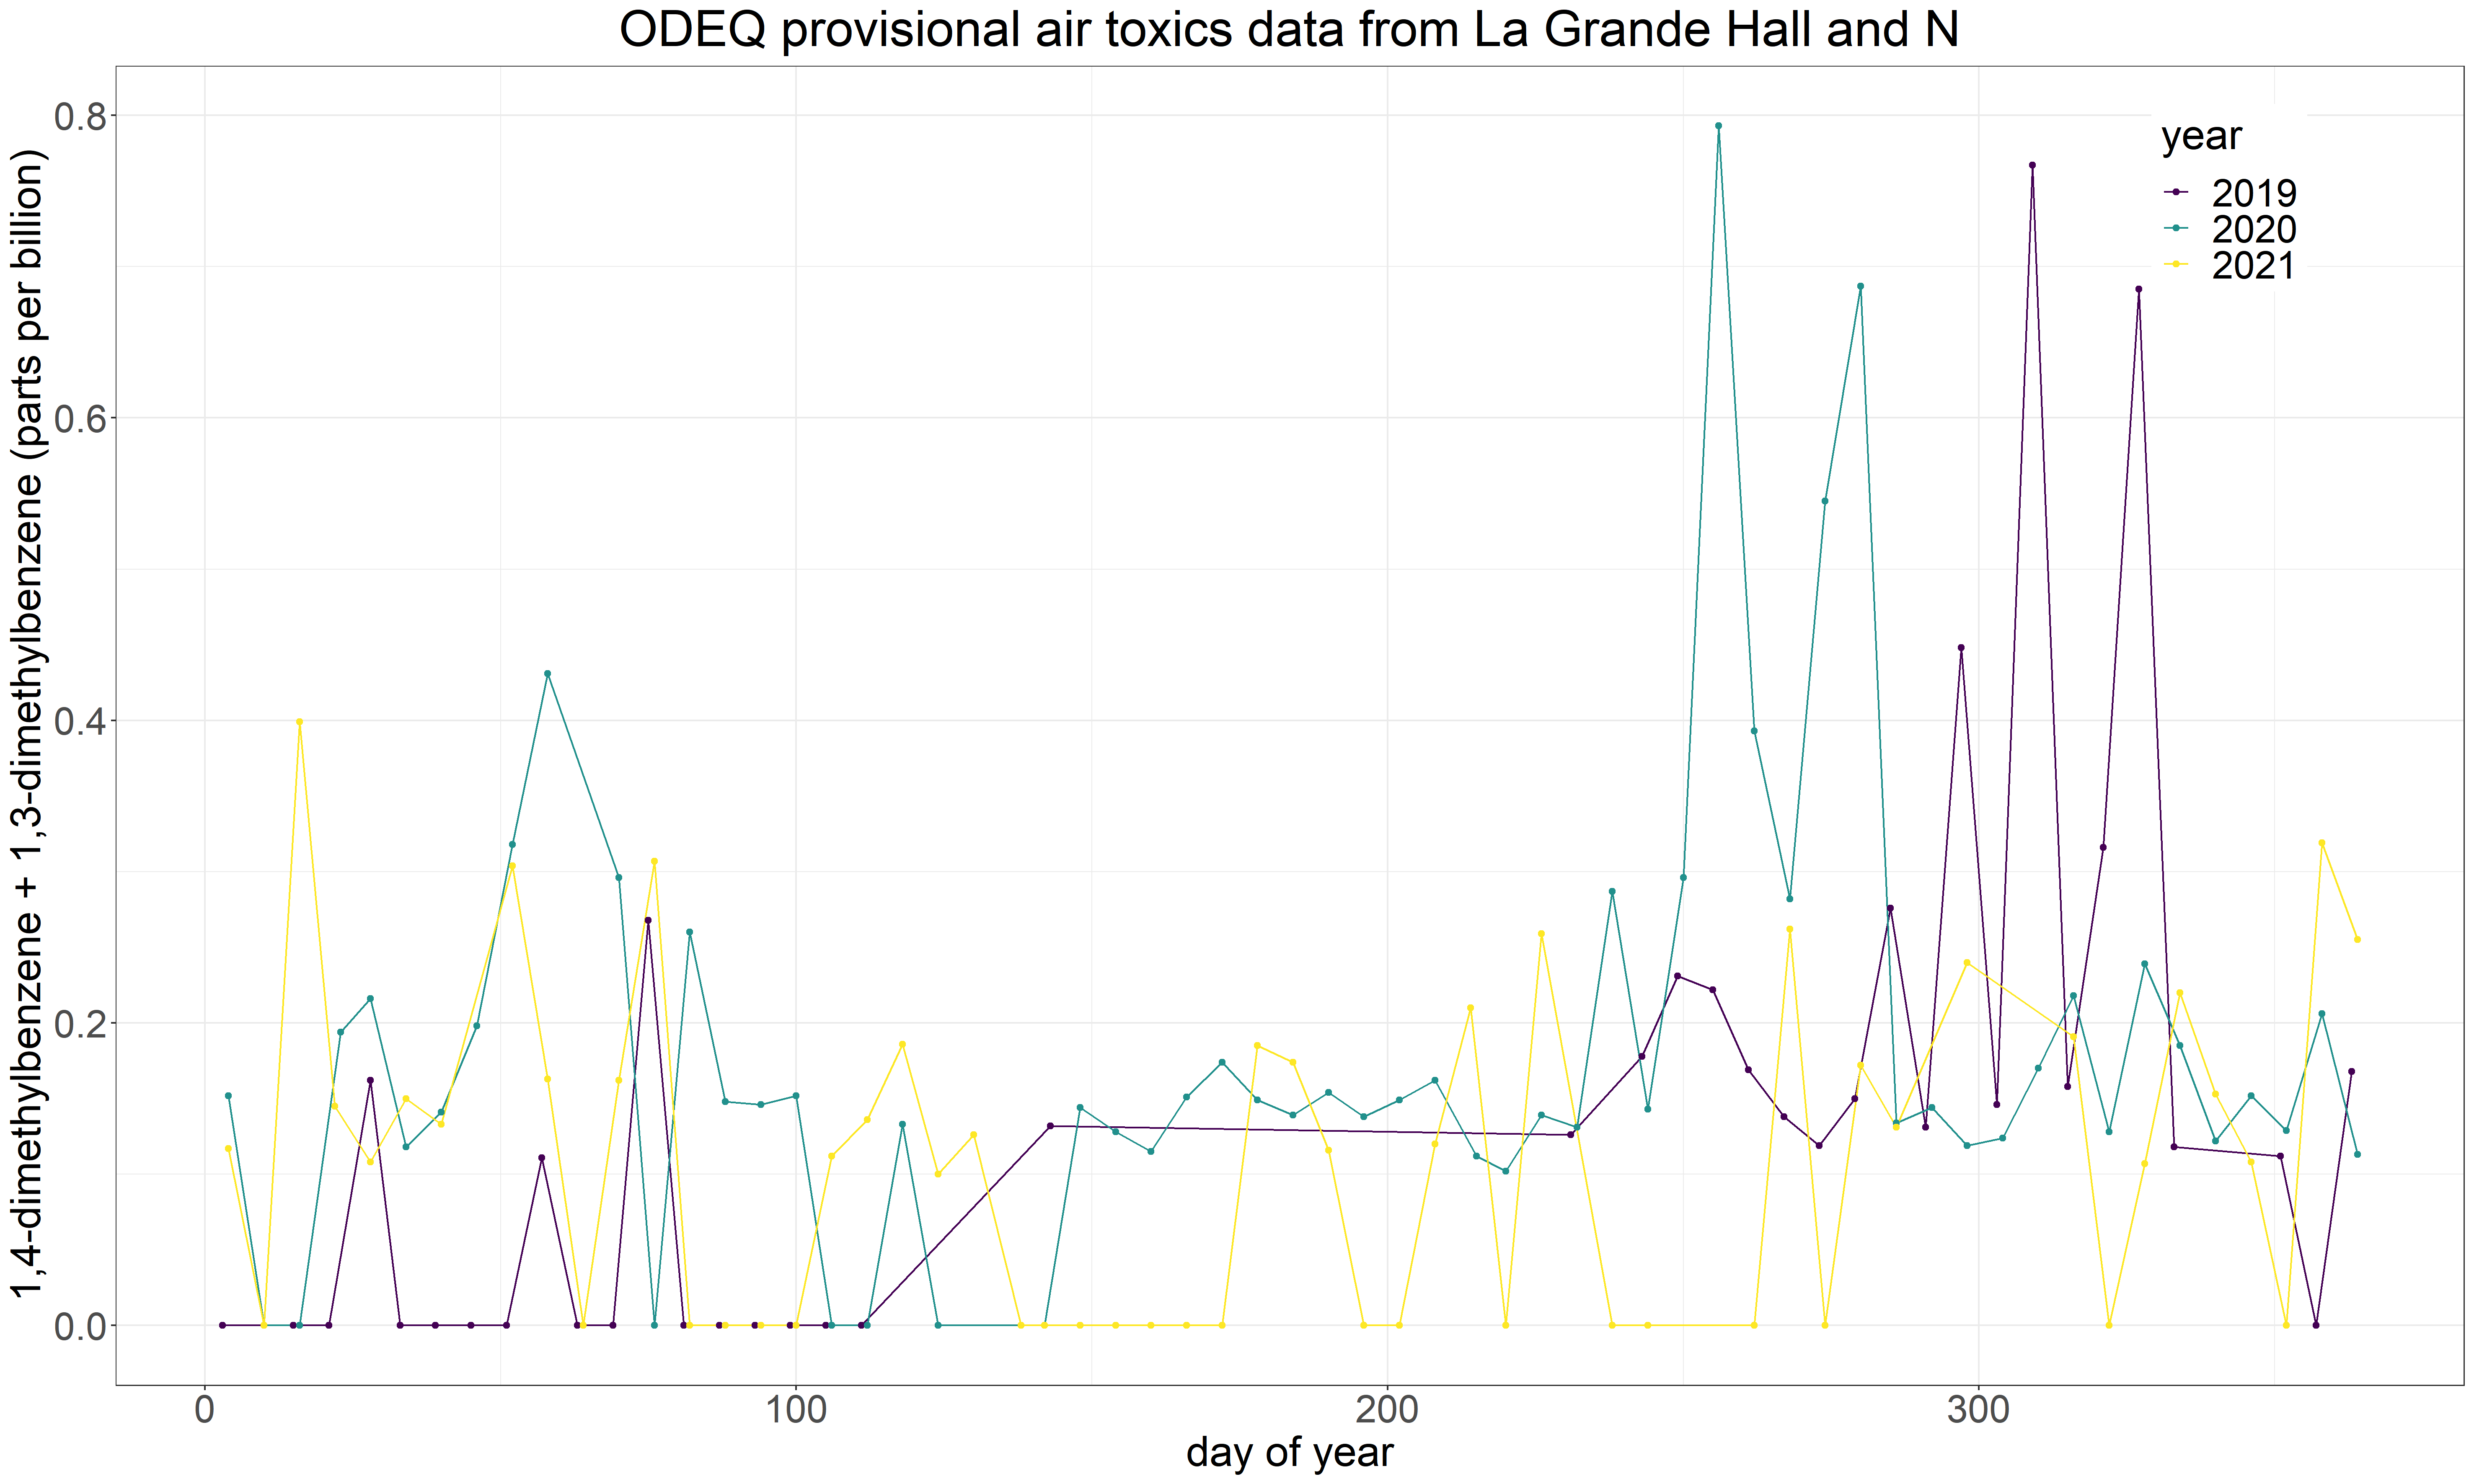 ODEQ provisional air toxics data from La Grande Hall and N
1,4-dimethylbenzene + 1,3-dimethylbenzene (parts per billion)
0.8
0.6
0.4
0.2
0.0
year
2019
2020
2021
0 100 200 300
day of year